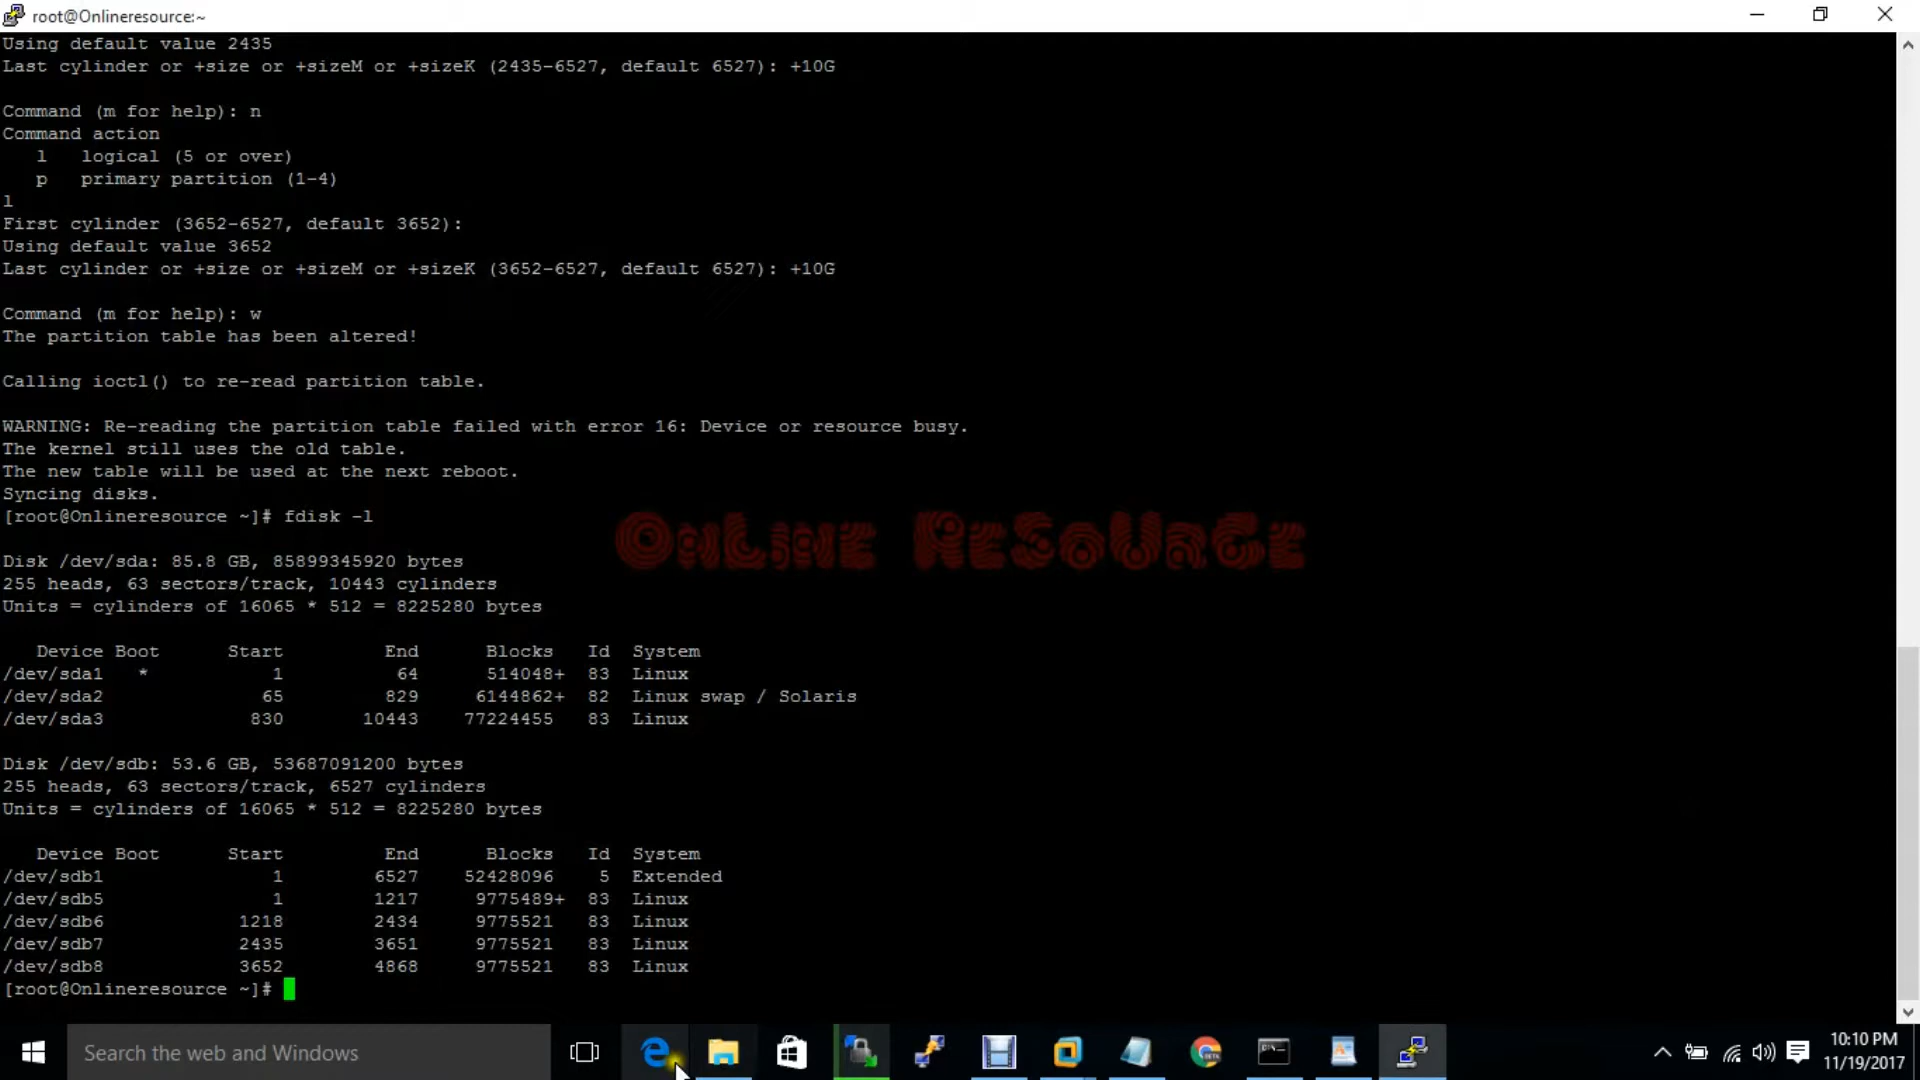 root@Onlineresource:~
Using default value 2435
Last cylinder or +size or +sizeM or +sizeK (2435-6527, default 6527): +10G
Command (m for help): n
Command action
   l   logical (5 or over)
   p   primary partition (1-4)
l
First cylinder (3652-6527, default 3652):
Using default value 3652
Last cylinder or +size or +sizeM or +sizeK (3652-6527, default 6527): +10G
Command (m for help): w
The partition table has been altered!
Calling ioctl() to re-read partition table.
WARNING: Re-reading the partition table failed with error 16: Device or resource busy.
The kernel still uses the old table.
The new table will be used at the next reboot.
Syncing disks.
[root@Onlineresource ~]# fdisk -l
OnLine ReSoUrCe
Disk /dev/sda: 85.8 GB, 85899345920 bytes
255 heads, 63 sectors/track, 10443 cylinders
Units = cylinders of 16065 * 512 = 8225280 bytes
   Device Boot      Start         End      Blocks   Id  System
/dev/sda1   *           1          64      514048+  83  Linux
/dev/sda2              65         829     6144862+  82  Linux swap / Solaris
/dev/sda3             830       10443    77224455   83  Linux
Disk /dev/sdb: 53.6 GB, 53687091200 bytes
255 heads, 63 sectors/track, 6527 cylinders
Units = cylinders of 16065 * 512 = 8225280 bytes
   Device Boot      Start         End      Blocks   Id  System
/dev/sdb1               1        6527    52428096    5  Extended
/dev/sdb5               1        1217     9775489+  83  Linux
/dev/sdb6            1218        2434     9775521   83  Linux
/dev/sdb7            2435        3651     9775521   83  Linux
/dev/sdb8            3652        4868     9775521   83  Linux
[root@Onlineresource ~]#
Search the web and Windows
10:10 PM
11/19/2017